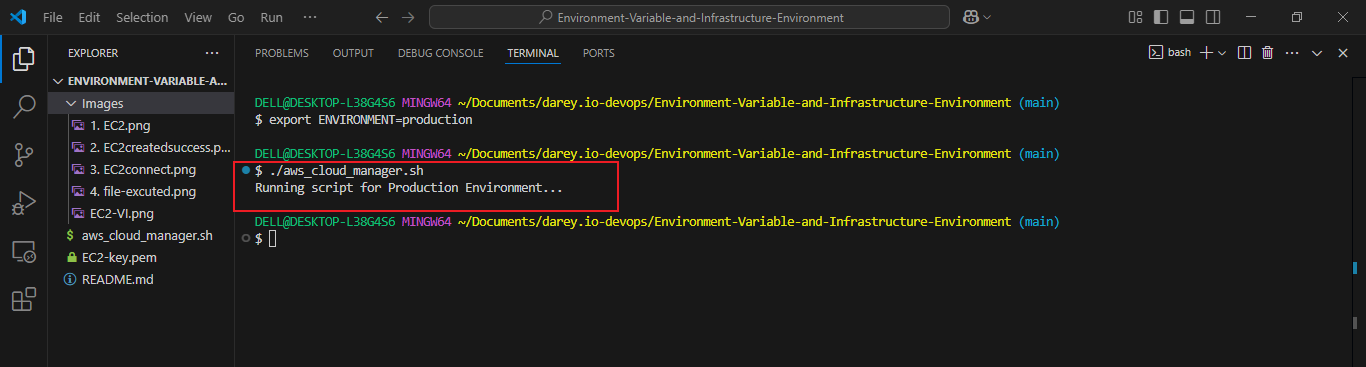 File Edit Selection View Go Run ··· Environment-Variable-and-Infrastructure-Environment
EXPLORER ···
ENVIRONMENT-VARIABLE-A...
Images
1. EC2.png
2. EC2createdsuccess.p...
3. EC2connect.png
4. file-excuted.png
EC2-VI.png
$ aws_cloud_manager.sh
EC2-key.pem
README.md
PROBLEMS OUTPUT DEBUG CONSOLE TERMINAL PORTS bash ···
DELL@DESKTOP-L38G4S6 MINGW64 ~/Documents/darey.io-devops/Environment-Variable-and-Infrastructure-Environment (main)
$ export ENVIRONMENT=production
DELL@DESKTOP-L38G4S6 MINGW64 ~/Documents/darey.io-devops/Environment-Variable-and-Infrastructure-Environment (main)
$ ./aws_cloud_manager.sh
Running script for Production Environment...
DELL@DESKTOP-L38G4S6 MINGW64 ~/Documents/darey.io-devops/Environment-Variable-and-Infrastructure-Environment (main)
$